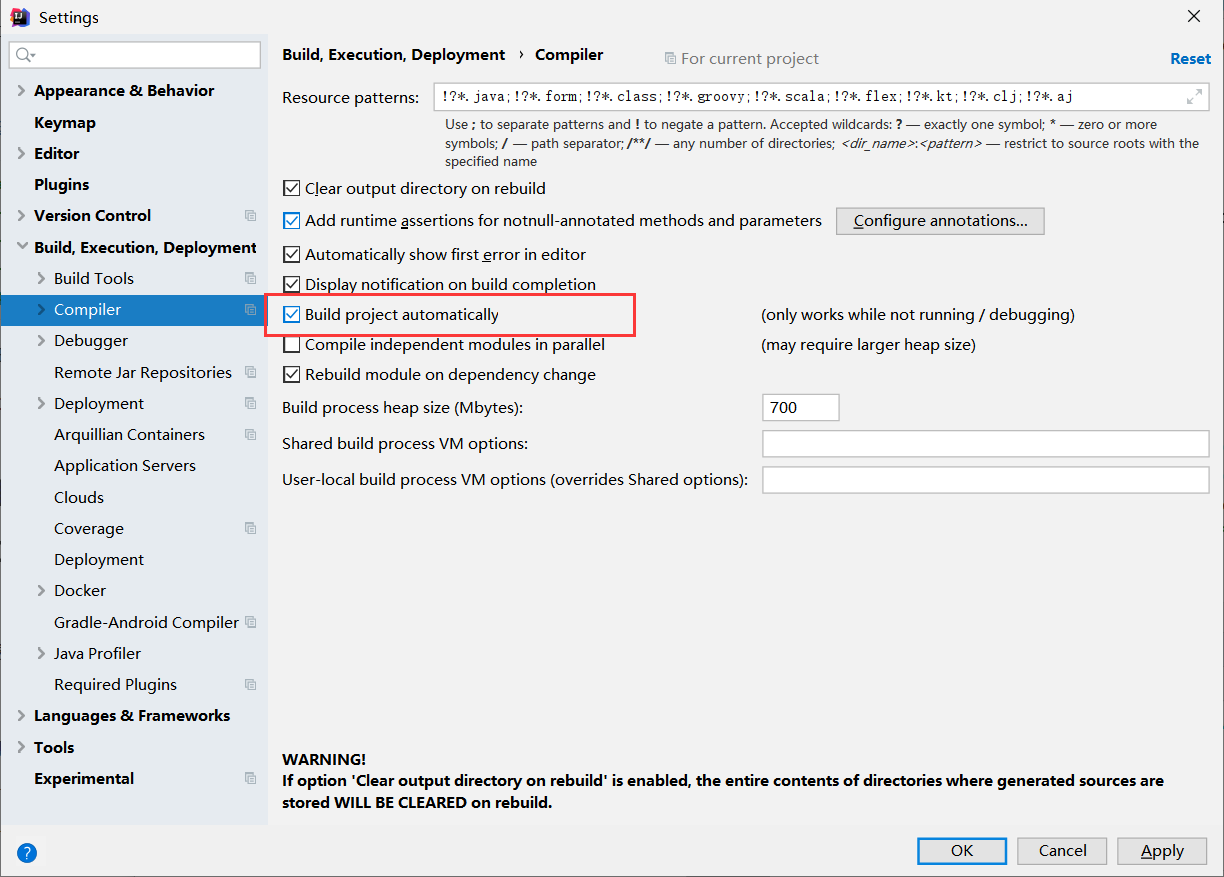 Settings
Build, Execution, Deployment › Compiler For current project Reset
Appearance & Behavior
Keymap
Editor
Plugins
Version Control
Build, Execution, Deployment
Build Tools
Compiler
Debugger
Remote Jar Repositories
Deployment
Arquillian Containers
Application Servers
Clouds
Coverage
Deployment
Docker
Gradle-Android Compiler
Java Profiler
Required Plugins
Languages & Frameworks
Tools
Experimental
Resource patterns: !?*.java;!?*.form;!?*.class;!?*.groovy;!?*.scala;!?*.flex;!?*.kt;!?*.clj;!?*.aj
Use ; to separate patterns and ! to negate a pattern. Accepted wildcards: ? — exactly one symbol; * — zero or more
symbols; / — path separator; /**/ — any number of directories; <dir_name>:<pattern> — restrict to source roots with the
specified name
Clear output directory on rebuild
Add runtime assertions for notnull-annotated methods and parameters Configure annotations...
Automatically show first error in editor
Display notification on build completion
Build project automatically (only works while not running / debugging)
Compile independent modules in parallel (may require larger heap size)
Rebuild module on dependency change
Build process heap size (Mbytes): 700
Shared build process VM options:
User-local build process VM options (overrides Shared options):
WARNING!
If option 'Clear output directory on rebuild' is enabled, the entire contents of directories where generated sources are
stored WILL BE CLEARED on rebuild.
? OK Cancel Apply